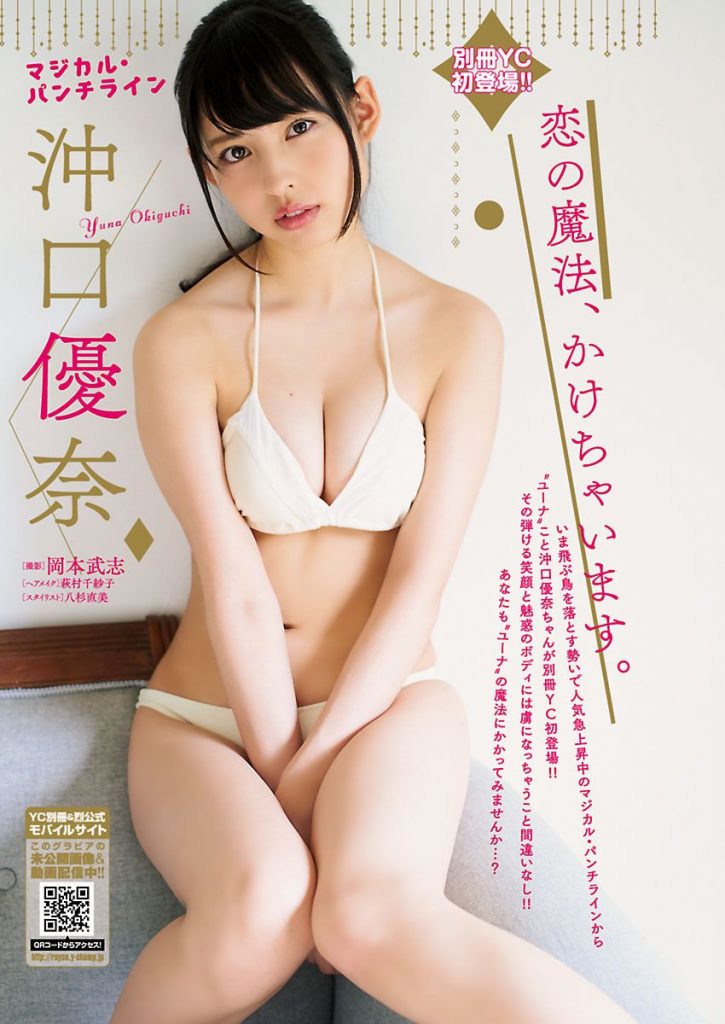 マジカル・
パンチライン
沖口優奈
Yuna Okiguchi
[撮影]岡本武志
[ヘアメイク]萩村千紗子
[スタイリスト]八杉直美
別冊YC
初登場!!
恋の魔法、かけちゃいます。
いま飛ぶ鳥を落とす勢いで人気急上昇中のマジカル・パンチラインから
"ユーナ"こと沖口優奈ちゃんが別冊YC初登場!!
その弾ける笑顔と魅惑のボディには虜になっちゃうこと間違いなし!!
あなたも"ユーナ"の魔法にかかってみませんか…?
YC別冊&烈公式
モバイルサイト
このグラビアの
未公開画像&
動画配信中!!
QRコードからアクセス!